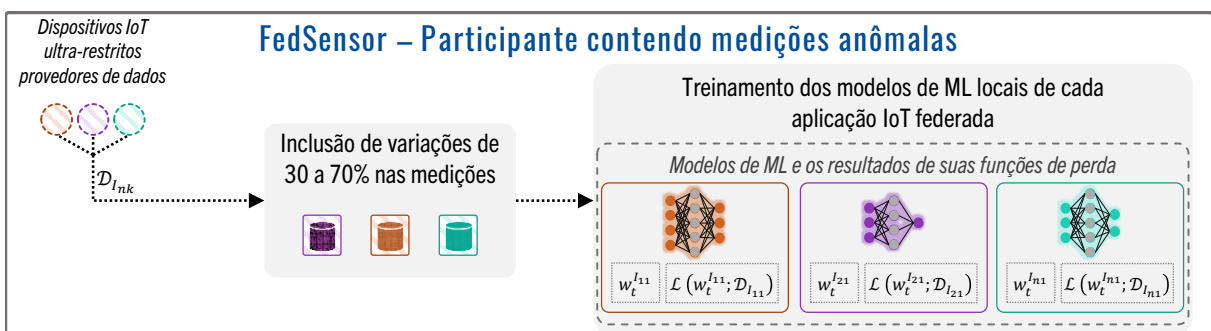 Dispositivos IoT
ultra-restritos
provedores de dados
FedSensor – Participante contendo medições anômalas
𝒟_{I_{nk}}
Inclusão de variações de
30 a 70% nas medições
Treinamento dos modelos de ML locais de cada
aplicação IoT federada
Modelos de ML e os resultados de suas funções de perda
w_t^{I_{11}} ℒ (w_t^{I_{11}}; 𝒟_{I_{11}})
w_t^{I_{21}} ℒ (w_t^{I_{21}}; 𝒟_{I_{21}})
w_t^{I_{n1}} ℒ (w_t^{I_{n1}}; 𝒟_{I_{n1}})